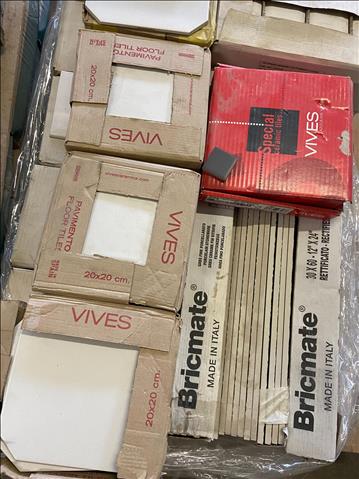 PAVIMENTO
FLOOR TILES
20x20 cm.
VIVES
Special
VIVES
PAVIMENTO
FLOOR TILES
VIVES
20x20 cm.
VIVES
20x20 cm.
Bricmate
MADE IN ITALY
30 X 60 - 12" X 24"
RETTIFICATO - RECTIFIED
Bricmate
MADE IN ITALY